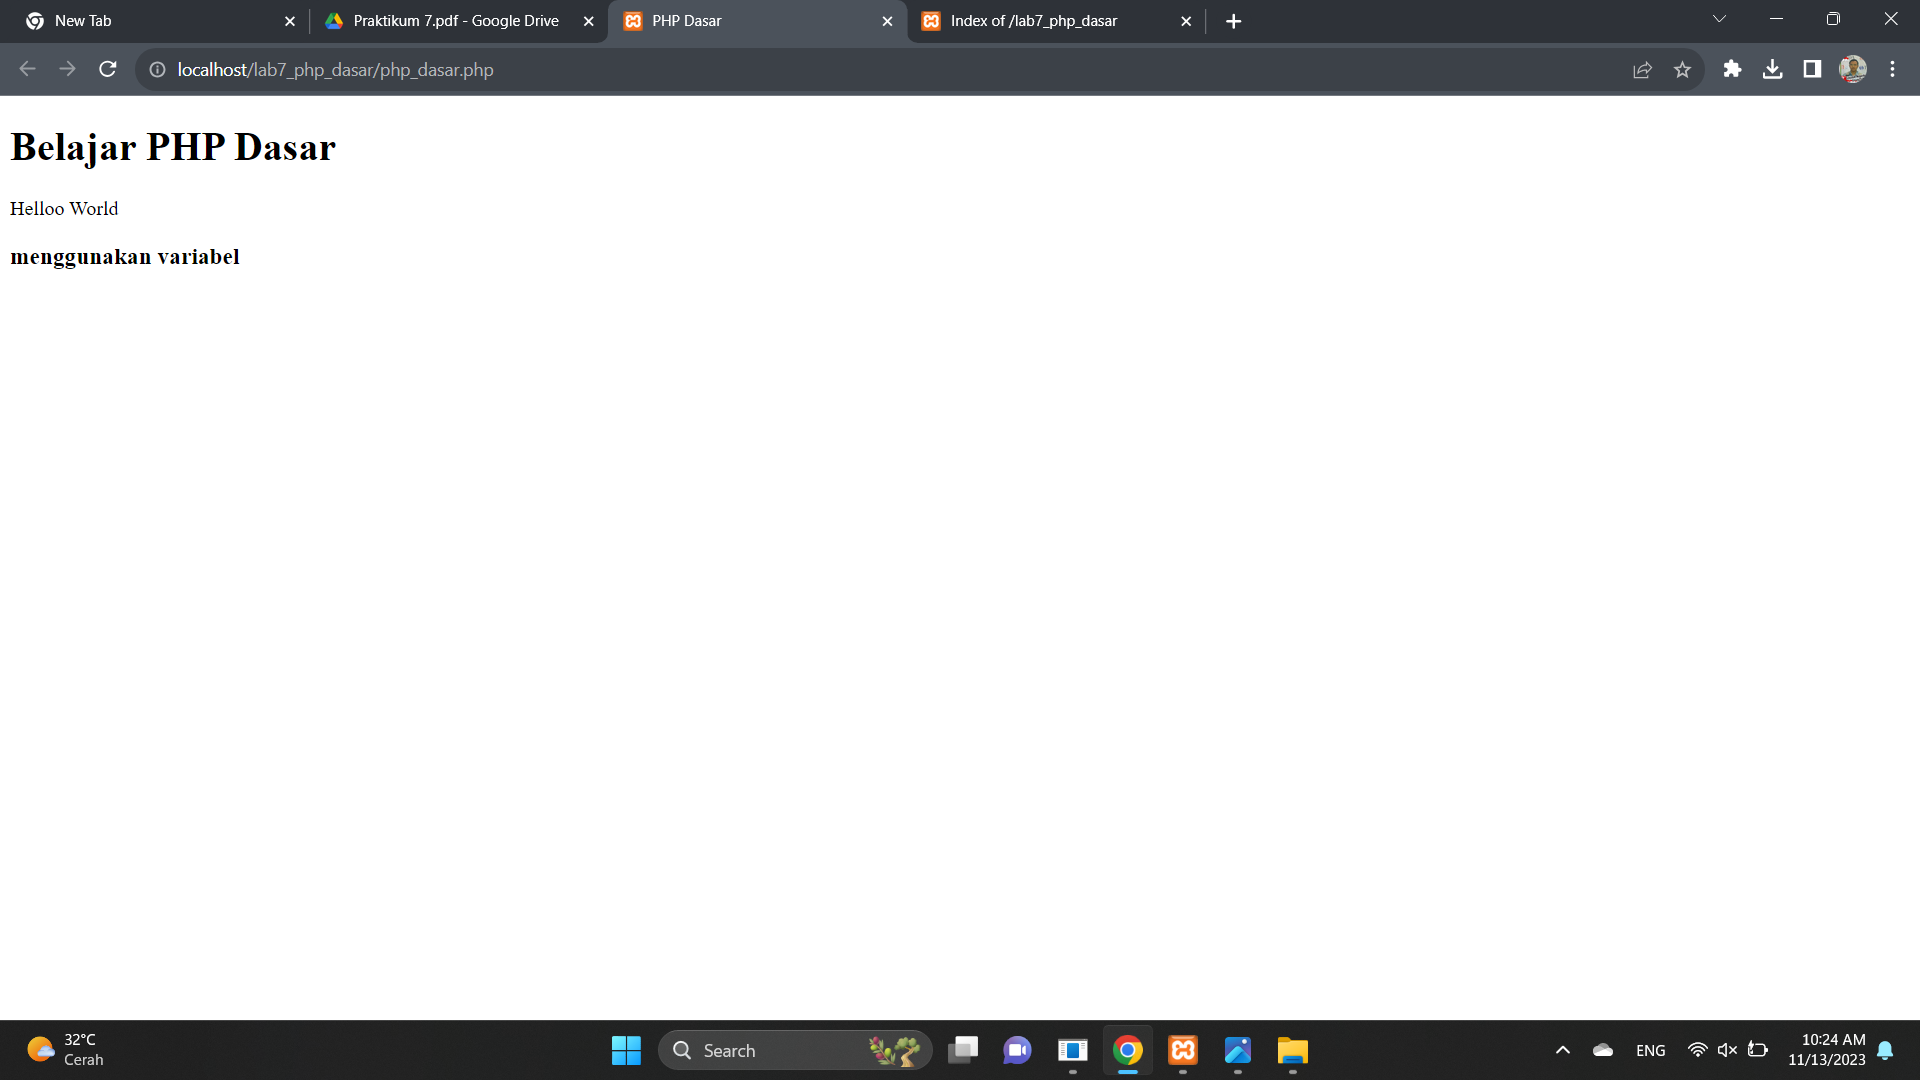 New Tab
Praktikum 7.pdf - Google Drive
PHP Dasar
Index of /lab7_php_dasar
localhost/lab7_php_dasar/php_dasar.php
Belajar PHP Dasar
Helloo World
menggunakan variabel
32°C
Cerah
Search
ENG
10:24 AM
11/13/2023